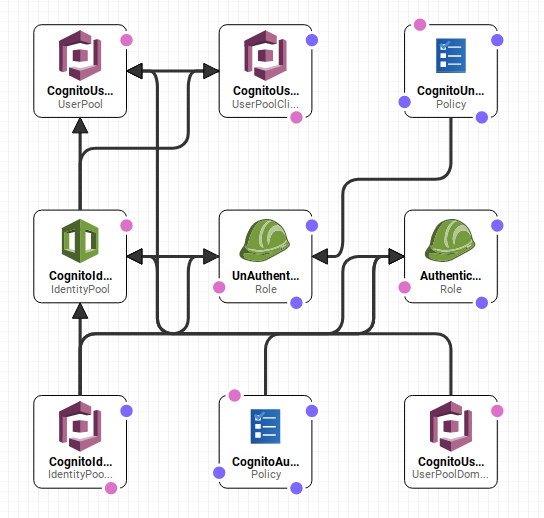 CognitoUs...
UserPool
CognitoUs...
UserPoolCli...
CognitoUn...
Policy
CognitoId...
IdentityPool
UnAuthent...
Role
Authentic...
Role
CognitoId...
IdentityPoo...
CognitoAu...
Policy
CognitoUs...
UserPoolDom...